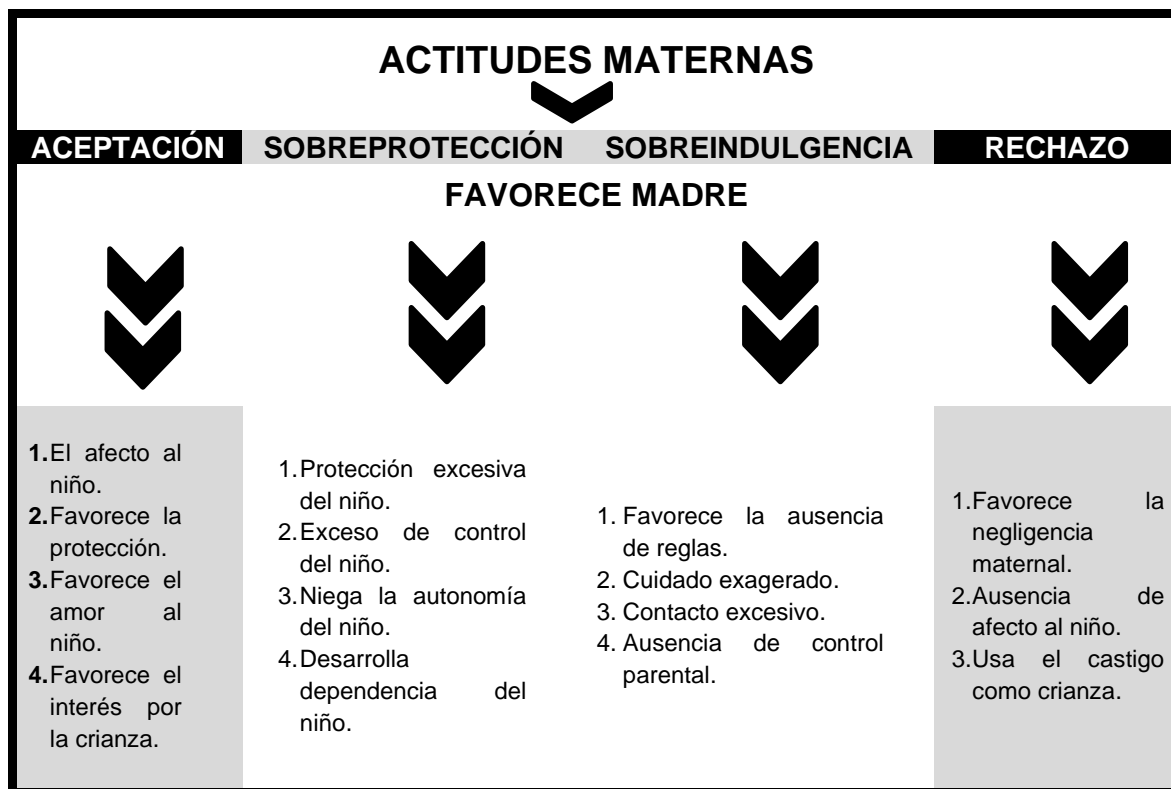 ACTITUDES MATERNAS
ACEPTACIÓN SOBREPROTECCIÓN SOBREINDULGENCIA RECHAZO
FAVORECE MADRE
1.El afecto al
niño.
2.Favorece la
protección.
3.Favorece el
amor al
niño.
4.Favorece el
interés por
la crianza.
1.Protección excesiva
del niño.
2.Exceso de control
del niño.
3.Niega la autonomía
del niño.
4.Desarrolla
dependencia del
niño.
1. Favorece la ausencia
de reglas.
2. Cuidado exagerado.
3. Contacto excesivo.
4. Ausencia de control
parental.
1.Favorece la
negligencia
maternal.
2.Ausencia de
afecto al niño.
3.Usa el castigo
como crianza.